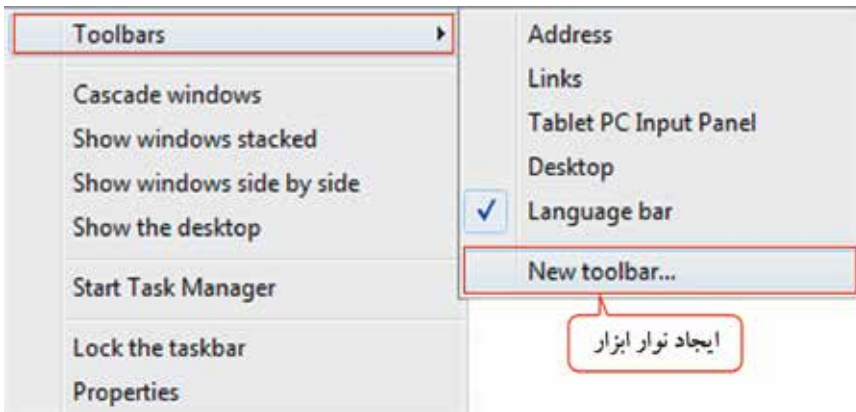 Toolbars
Cascade windows
Show windows stacked
Show windows side by side
Show the desktop
Start Task Manager
Lock the taskbar
Properties
Address
Links
Tablet PC Input Panel
Desktop
Language bar
New toolbar...
ایجاد نوار ابزار